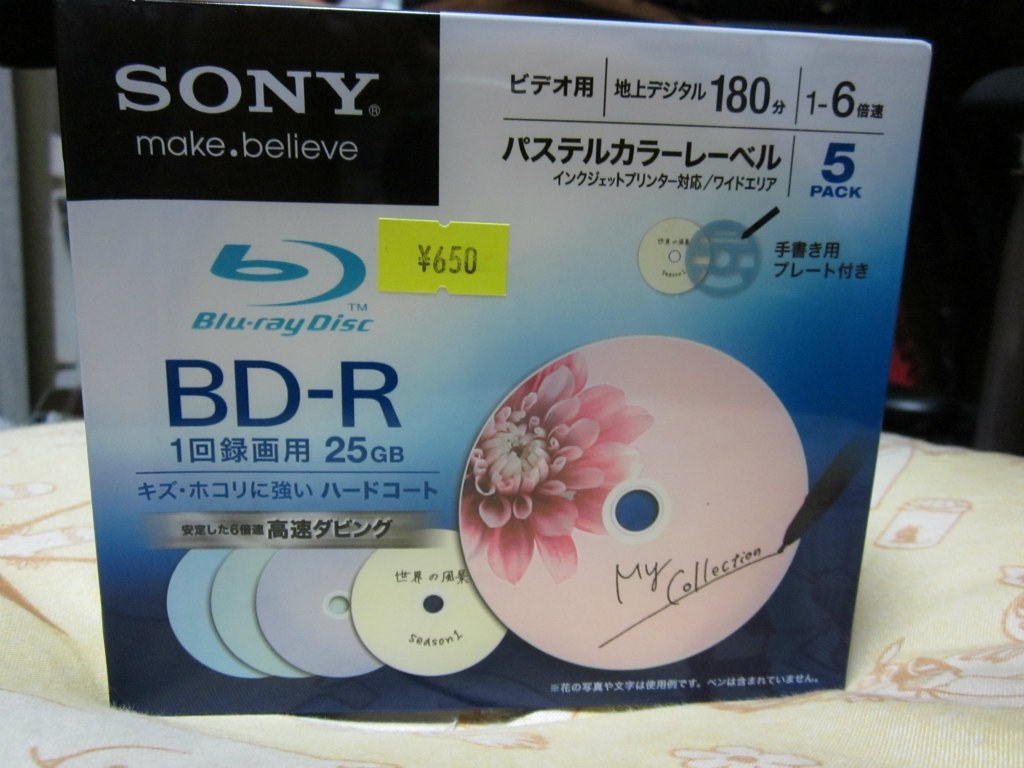 SONY®
make.believe
ビデオ用 地上デジタル180分 1-6倍速
パステルカラーレーベル
インクジェットプリンター対応/ワイドエリア
5
PACK
¥650
世界の風景
season1
手書き用
プレート付き
Blu-ray Disc™
BD-R
1回録画用 25GB
キズ・ホコリに強い ハードコート
安定した6倍速 高速ダビング
世界の風景
season1
My Collection
※花の写真や文字は使用例です。ペンは含まれていません。